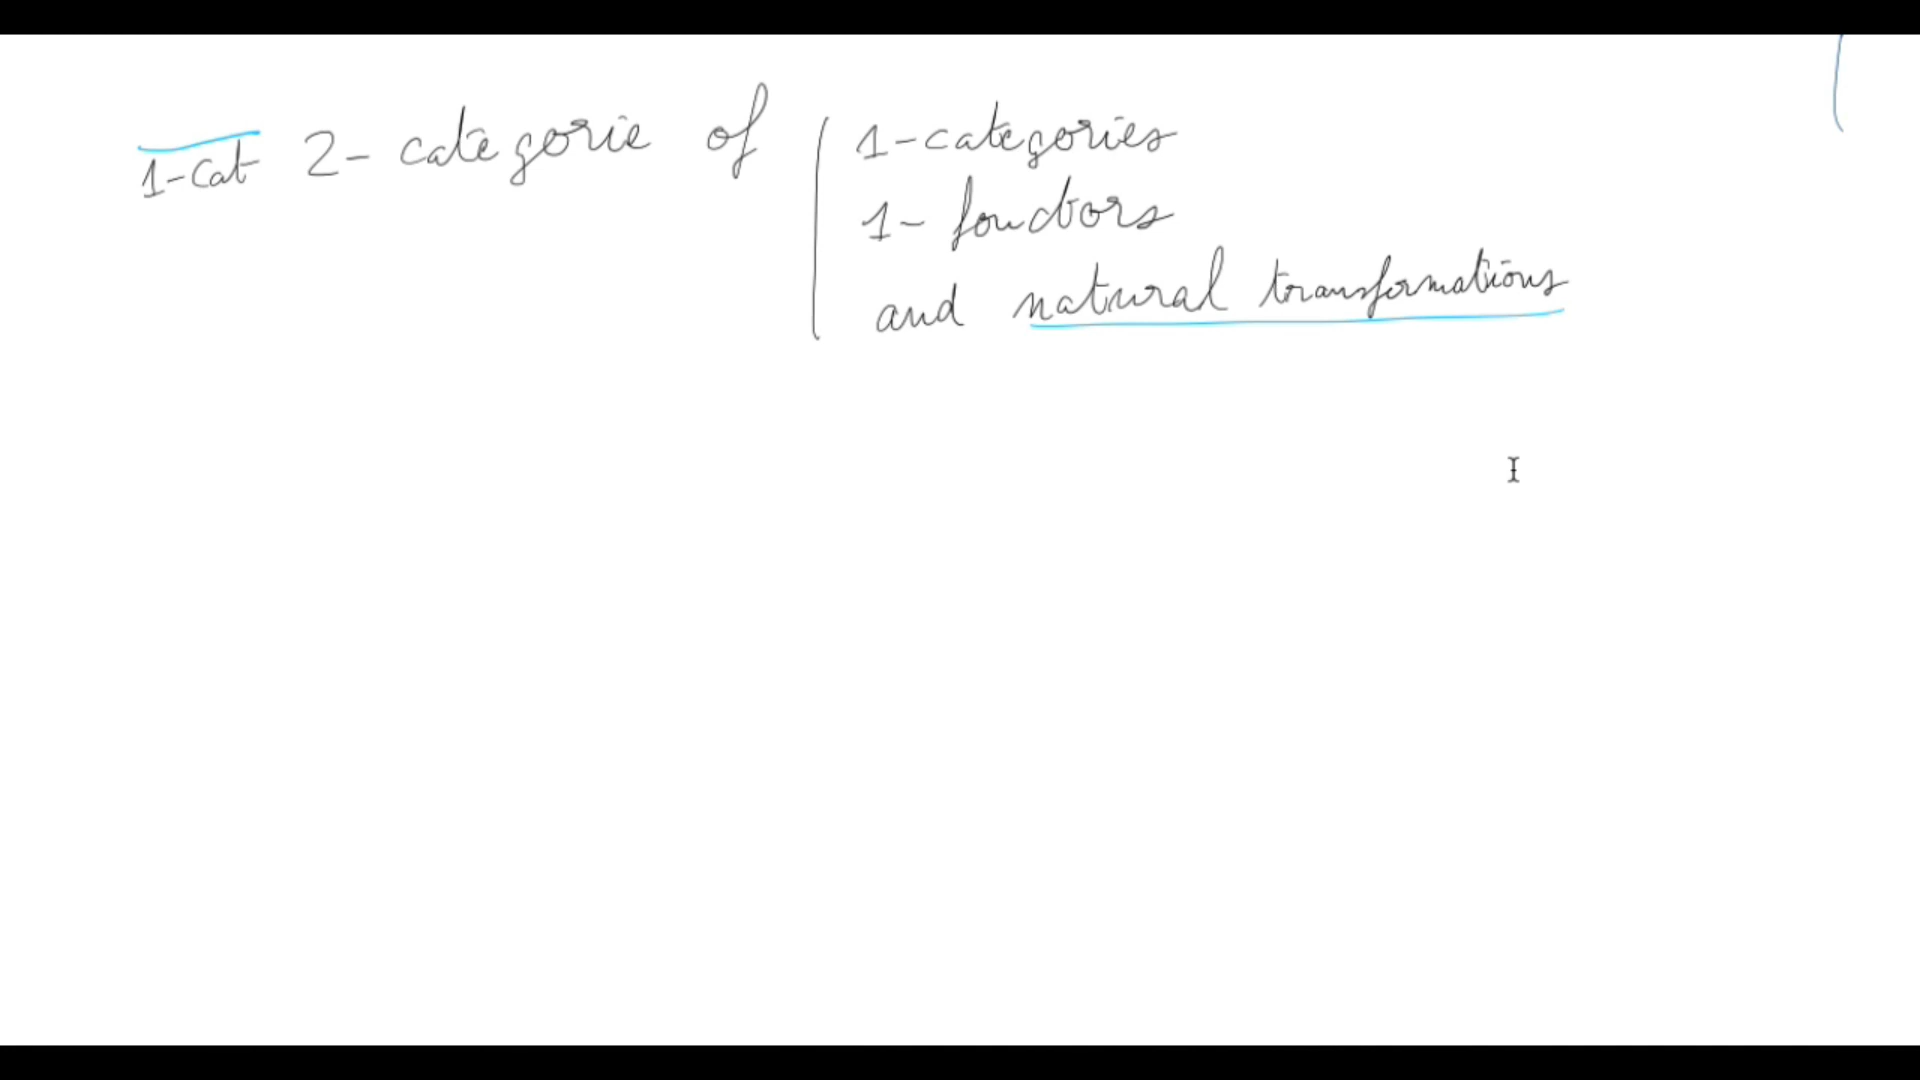 1-cat 2-categorie of
1-categories
1-fonctors
and natural transformations